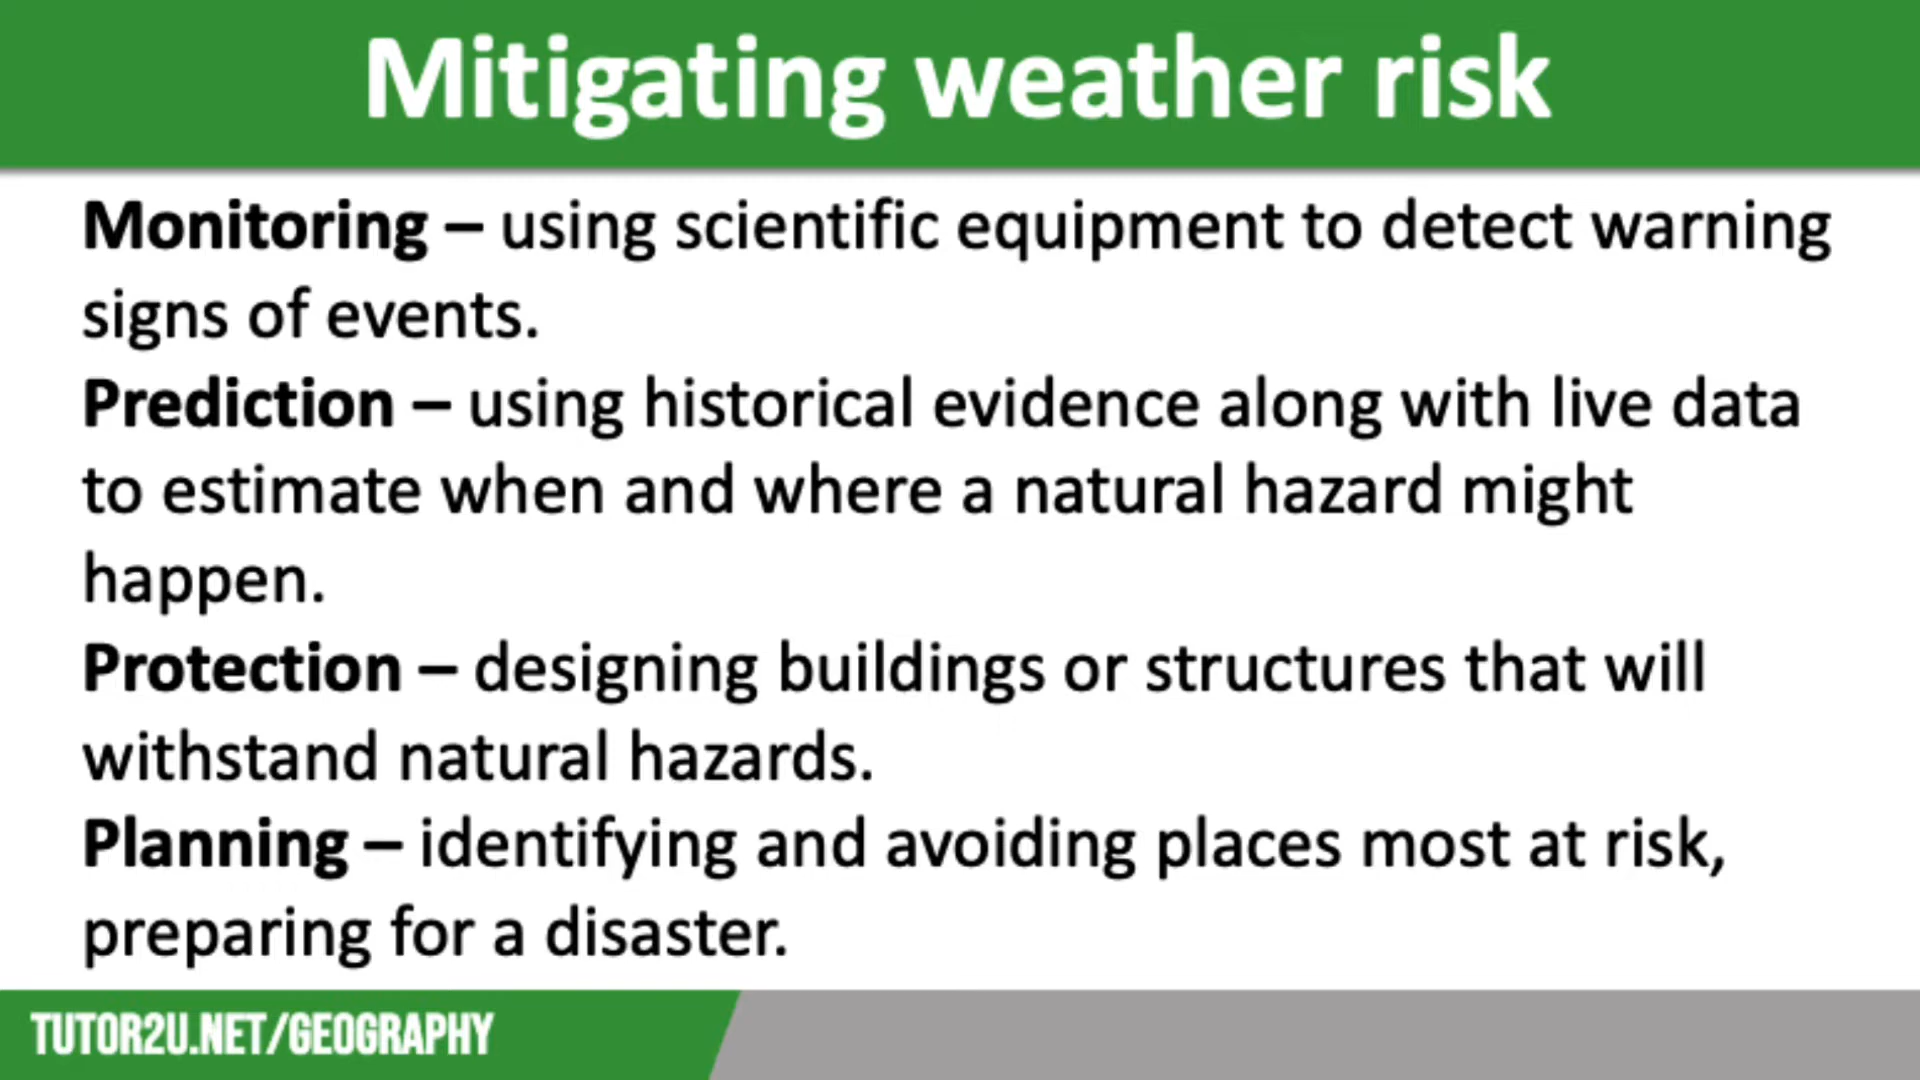 Mitigating weather risk
Monitoring – using scientific equipment to detect warning
signs of events.
Prediction – using historical evidence along with live data
to estimate when and where a natural hazard might
happen.
Protection – designing buildings or structures that will
withstand natural hazards.
Planning – identifying and avoiding places most at risk,
preparing for a disaster.
TUTOR2U.NET/GEOGRAPHY